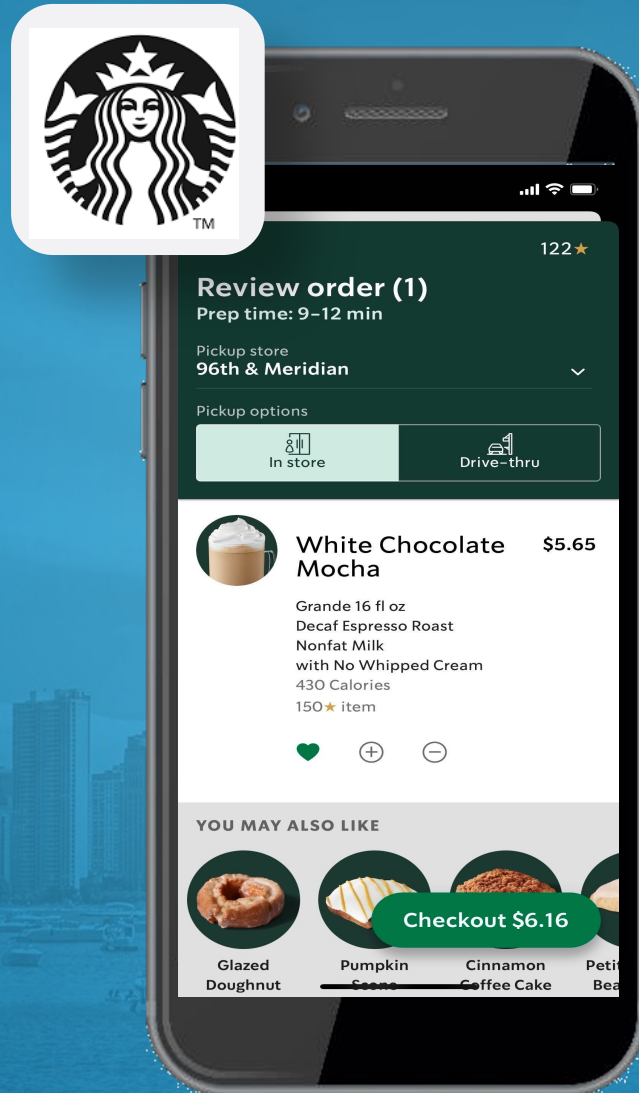 TM
122★
Review order (1)
Prep time: 9–12 min
Pickup store
96th & Meridian
Pickup options
In store
Drive-thru
White Chocolate $5.65
Mocha
Grande 16 fl oz
Decaf Espresso Roast
Nonfat Milk
with No Whipped Cream
430 Calories
150★ item
YOU MAY ALSO LIKE
Checkout $6.16
Glazed
Doughnut
Pumpkin
Scone
Cinnamon
Coffee Cake